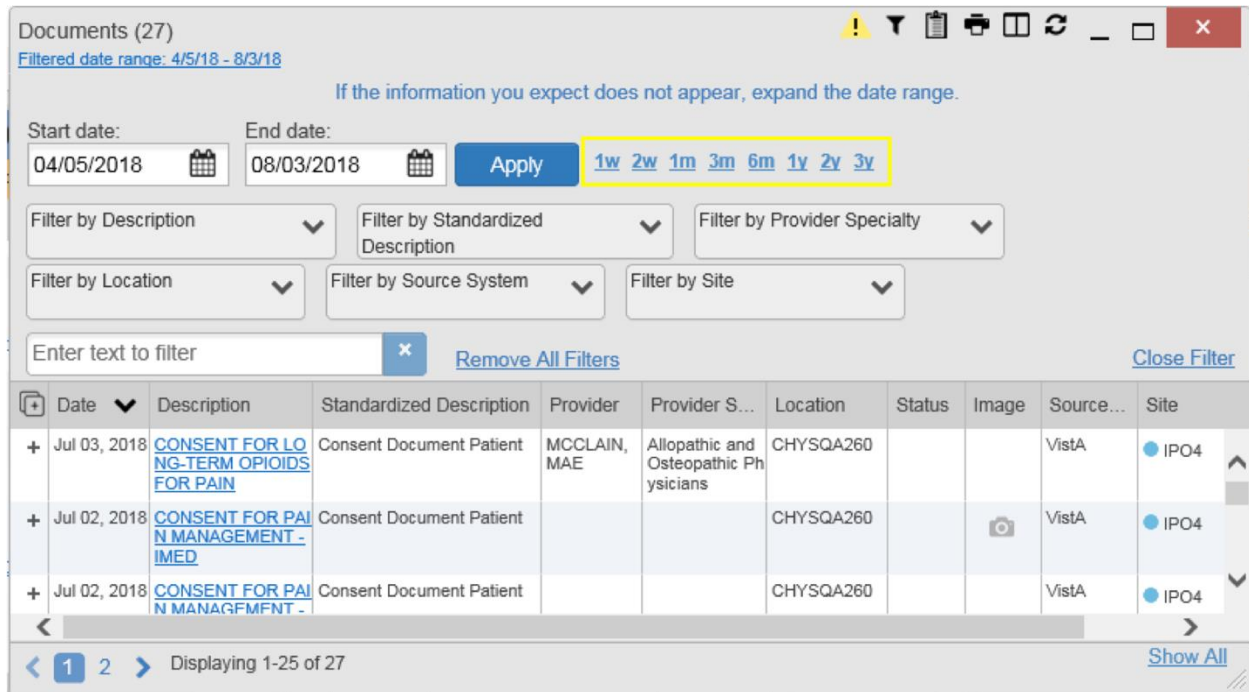 Documents (27)
Filtered date range: 4/5/18 - 8/3/18
If the information you expect does not appear, expand the date range.
Start date:
End date:
04/05/2018
08/03/2018
Apply
1w 2w 1m 3m 6m 1y 2y 3y
Filter by Description
Filter by Standardized
Description
Filter by Provider Specialty
Filter by Location
Filter by Source System
Filter by Site
Enter text to filter
Remove All Filters
Close Filter
Date Description Standardized Description Provider Provider S... Location Status Image Source... Site
Jul 03, 2018 CONSENT FOR LO Consent Document Patient MCCLAIN, Allopathic and CHYSQA260 VistA IPO4
NG-TERM OPIOIDS MAE Osteopathic Ph
FOR PAIN ysicians
Jul 02, 2018 CONSENT FOR PAI Consent Document Patient CHYSQA260 VistA IPO4
N MANAGEMENT -
IMED
Jul 02, 2018 CONSENT FOR PAI Consent Document Patient CHYSQA260 VistA IPO4
N MANAGEMENT -
1 2 Displaying 1-25 of 27
Show All